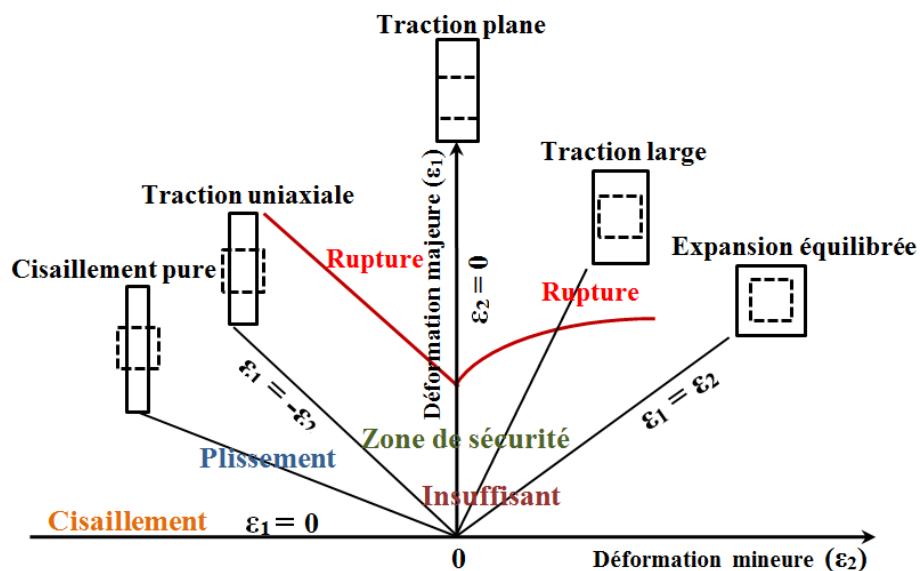 Traction plane
Traction large
Traction uniaxiale
Expansion équilibrée
Cisaillement pure
Rupture
Déformation majeure (ε₁)
ε₂ = 0
Rupture
ε₁ = -ε₂
ε₁ = ε₂
Zone de sécurité
Plissement
Insuffisant
Cisaillement
ε₁ = 0
0
Déformation mineure (ε₂)